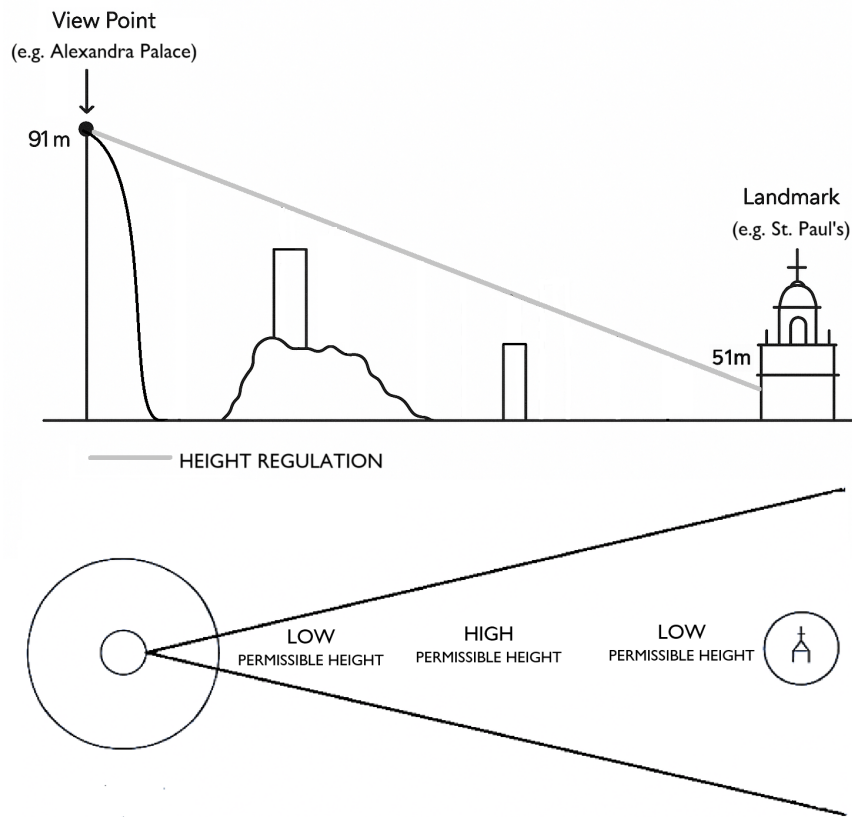 View Point
(e.g. Alexandra Palace)
91 m
Landmark
(e.g. St. Paul's)
51m
HEIGHT REGULATION
LOW
PERMISSIBLE HEIGHT
HIGH
PERMISSIBLE HEIGHT
LOW
PERMISSIBLE HEIGHT